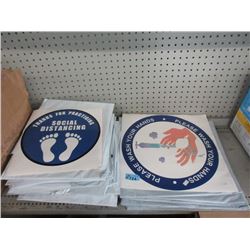 THANKS FOR PRACTICING
SOCIAL
DISTANCING
PLEASE WASH YOUR HANDS
PLEASE WASH YOUR HANDS